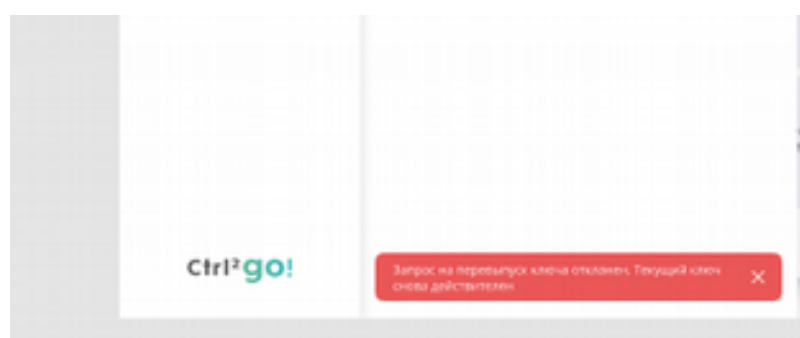 Ctrl²go!
Запрос на перевыпуск ключа отклонен. Текущий ключ
снова действителен